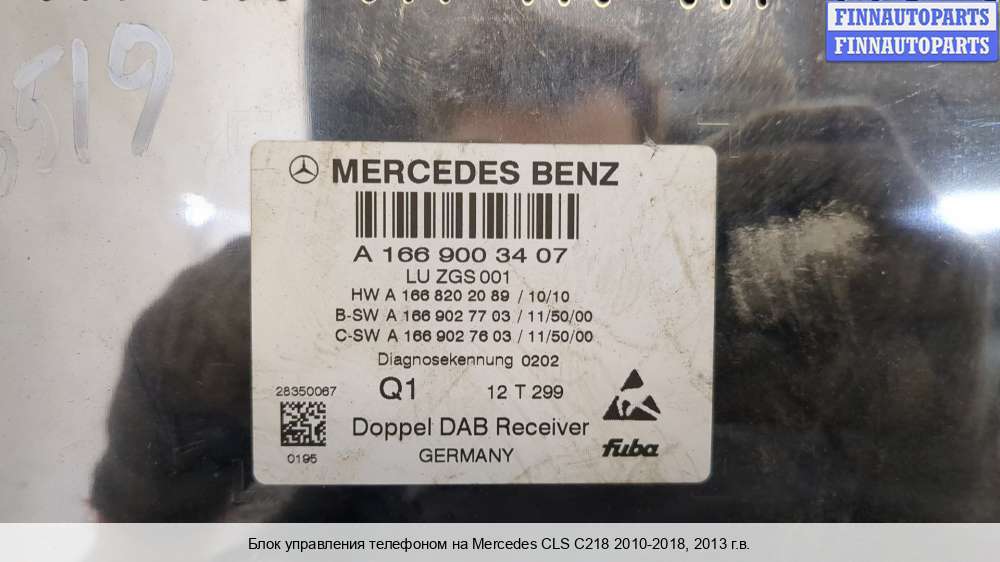 FINNAUTOPARTS
FINNAUTOPARTS
519
MERCEDES BENZ
A 166 900 34 07
LU ZGS 001
HW A 166 820 20 89 / 10/10
B-SW A 166 902 77 03 / 11/50/00
C-SW A 166 902 76 03 / 11/50/00
Diagnosekennung 0202
28350067
Q1
12 T 299
0195
Doppel DAB Receiver
GERMANY
fuba
Блок управления телефоном на Mercedes CLS C218 2010-2018, 2013 г.в.